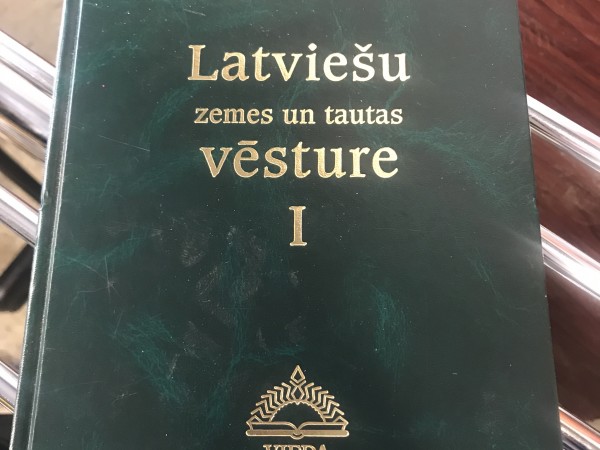 Latviešu
zemes un tautas
vēsture
I